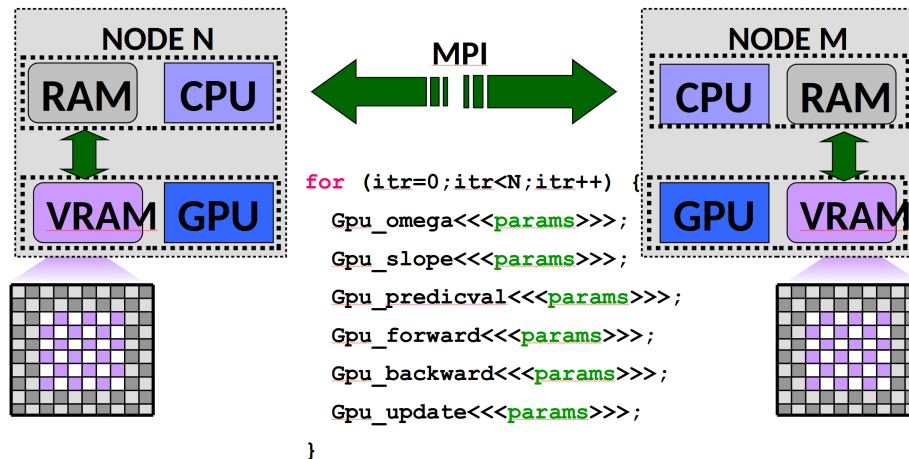 NODE N
RAM CPU
VRAM GPU
MPI
NODE M
CPU RAM
GPU VRAM
for (itr=0;itr<N;itr++) {
Gpu_omega<<<params>>>;
Gpu_slope<<<params>>>;
Gpu_predicval<<<params>>>;
Gpu_forward<<<params>>>;
Gpu_backward<<<params>>>;
Gpu_update<<<params>>>;
}